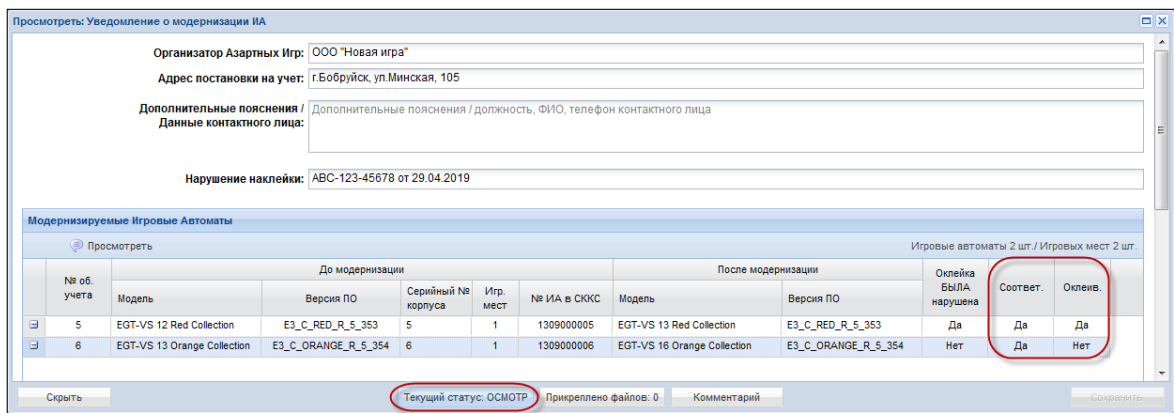 Просмотреть: Уведомление о модернизации ИА
Организатор Азартных Игр: ООО "Новая игра"
Адрес постановки на учет: г.Бобруйск, ул.Минская, 105
Дополнительные пояснения / Данные контактного лица: Дополнительные пояснения / должность, ФИО, телефон контактного лица
Нарушение наклейки: ABC-123-45678 от 29.04.2019
Модернизируемые Игровые Автоматы
Просмотреть Игровые автоматы 2 шт./ Игровых мест 2 шт.
№ об. учета До модернизации После модернизации Оклейка БЫЛА нарушена Соответ. Оклеив.
Модель Версия ПО Серийный № корпуса Игр. мест № ИА в СККС Модель Версия ПО
5 EGT-VS 12 Red Collection E3_C_RED_R_5_353 5 1 1309000005 EGT-VS 13 Red Collection E3_C_RED_R_5_353 Да Да Да
6 EGT-VS 13 Orange Collection E3_C_ORANGE_R_5_354 6 1 1309000006 EGT-VS 16 Orange Collection E3_C_ORANGE_R_5_354 Нет Да Нет
Скрыть Текущий статус: ОСМОТР Прикреплено файлов: 0 Комментарий Сохранить